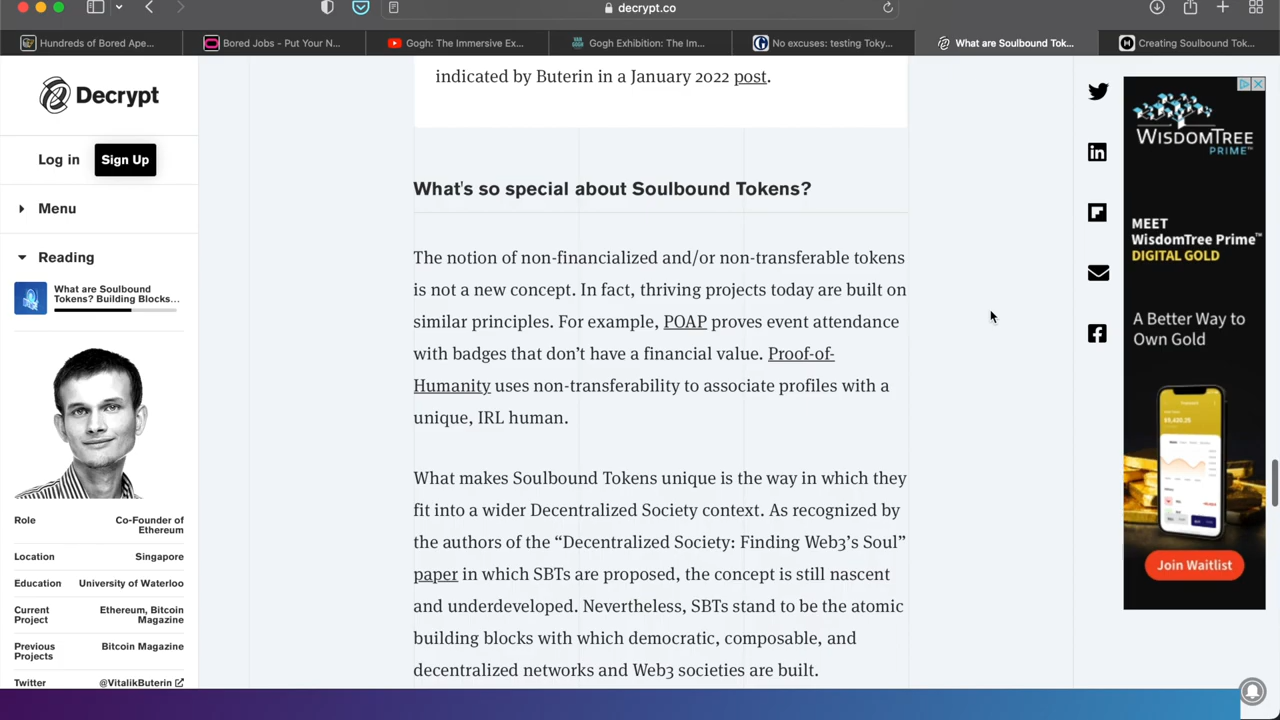 decrypt.co
Hundreds of Bored Ape...
Bored Jobs - Put Your N...
Gogh: The Immersive Ex...
Gogh Exhibition: The Im...
No excuses: testing Toky...
What are Soulbound Tok...
Creating Soulbound Tok...
Decrypt
Log in
Sign Up
Menu
Reading
What are Soulbound
Tokens? Building Blocks...
Role
Co-Founder of
Ethereum
Location
Singapore
Education
University of Waterloo
Current
Project
Ethereum, Bitcoin
Magazine
Previous
Projects
Bitcoin Magazine
Twitter
@VitalikButerin
indicated by Buterin in a January 2022 post.
What's so special about Soulbound Tokens?
The notion of non-financialized and/or non-transferable tokens
is not a new concept. In fact, thriving projects today are built on
similar principles. For example, POAP proves event attendance
with badges that don’t have a financial value. Proof-of-
Humanity uses non-transferability to associate profiles with a
unique, IRL human.
What makes Soulbound Tokens unique is the way in which they
fit into a wider Decentralized Society context. As recognized by
the authors of the “Decentralized Society: Finding Web3’s Soul”
paper in which SBTs are proposed, the concept is still nascent
and underdeveloped. Nevertheless, SBTs stand to be the atomic
building blocks with which democratic, composable, and
decentralized networks and Web3 societies are built.
WISDOMTREE
PRIME™
MEET
WisdomTree Prime™
DIGITAL GOLD
A Better Way to
Own Gold
Join Waitlist